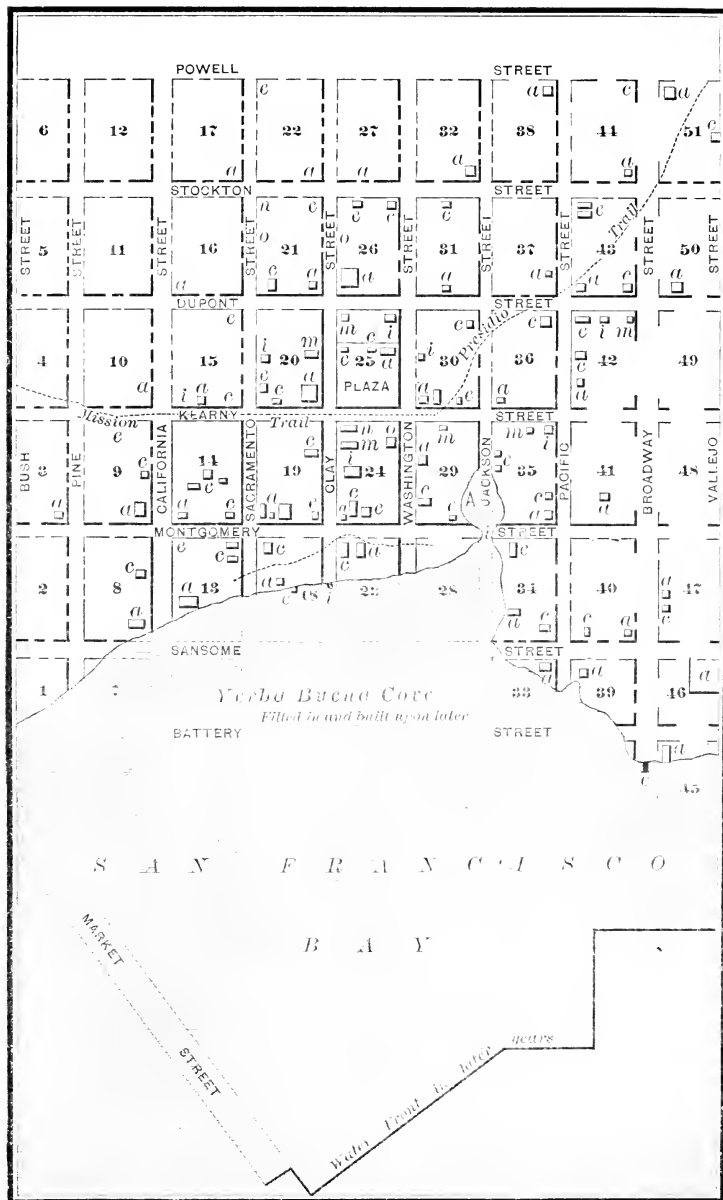 POWELL STREET
e a e a
6 12 17 22 27 32 38 44 51 c
a a a a a
STOCKTON STREET
STREET STREET STREET STREET STREET STREET STREET STREET STREET STREET
n e c c c e
5 11 16 o 21 o 26 31 37 43 Trail 50
a c a a a a a c a
DUPONT STREET
e m c i c Presidio c c i m
4 10 15 i 20 m c 25 a i 30 36 c 42 49
a i a c c c a PLAZA a c a a
Mission KEARNY Trail STREET
e c n o m m i
BUSH 3 PINE 9 c CALIFORNIA 14 c SACRAMENTO 19 CLAY i m 24 WASHINGTON a 29 A JACKSON c 35 PACIFIC 41 BROADWAY 48 VALLEJO
a a a e a c a c e c c c a a
MONTGOMERY STREET
e c c a c
2 8 c 13 a c i 28 34 40 47
a a c a c c a a c
SANSOME STREET
1 7 33 a 39 a 46 a
Yerba Buena Cove
Filled in and built upon later
BATTERY STREET
a
c 45
SAN FRANCISCO
BAY
MARKET
STREET
Water Front in later years